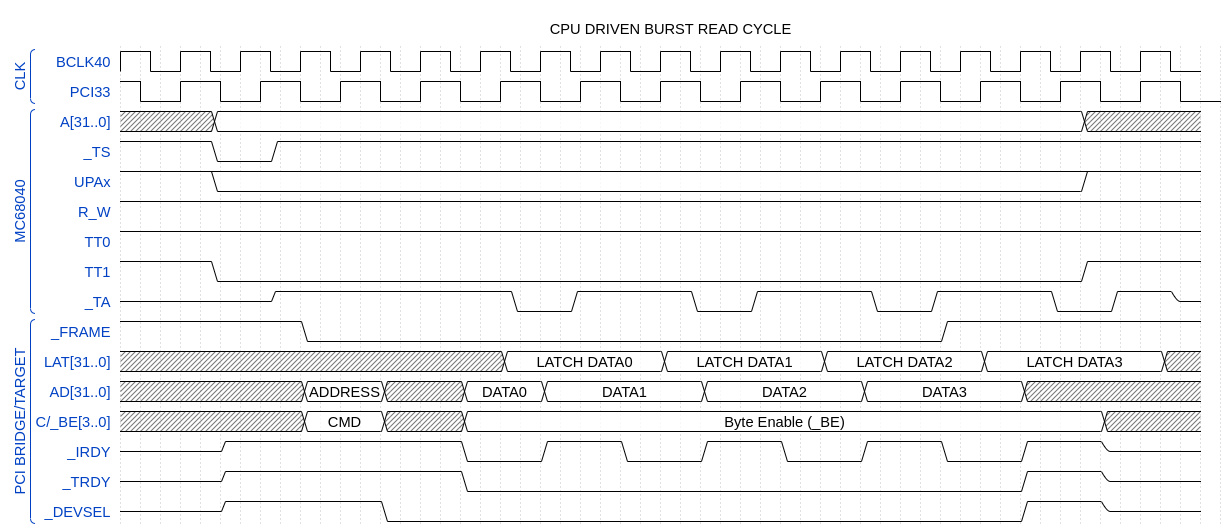 CPU DRIVEN BURST READ CYCLE
CLK
BCLK40
PCI33
MC68040
A[31..0]
_TS
UPAx
R_W
TT0
TT1
_TA
PCI BRIDGE/TARGET
_FRAME
LAT[31..0] LATCH DATA0 LATCH DATA1 LATCH DATA2 LATCH DATA3
AD[31..0] ADDRESS DATA0 DATA1 DATA2 DATA3
C/_BE[3..0] CMD Byte Enable (_BE)
_IRDY
_TRDY
_DEVSEL